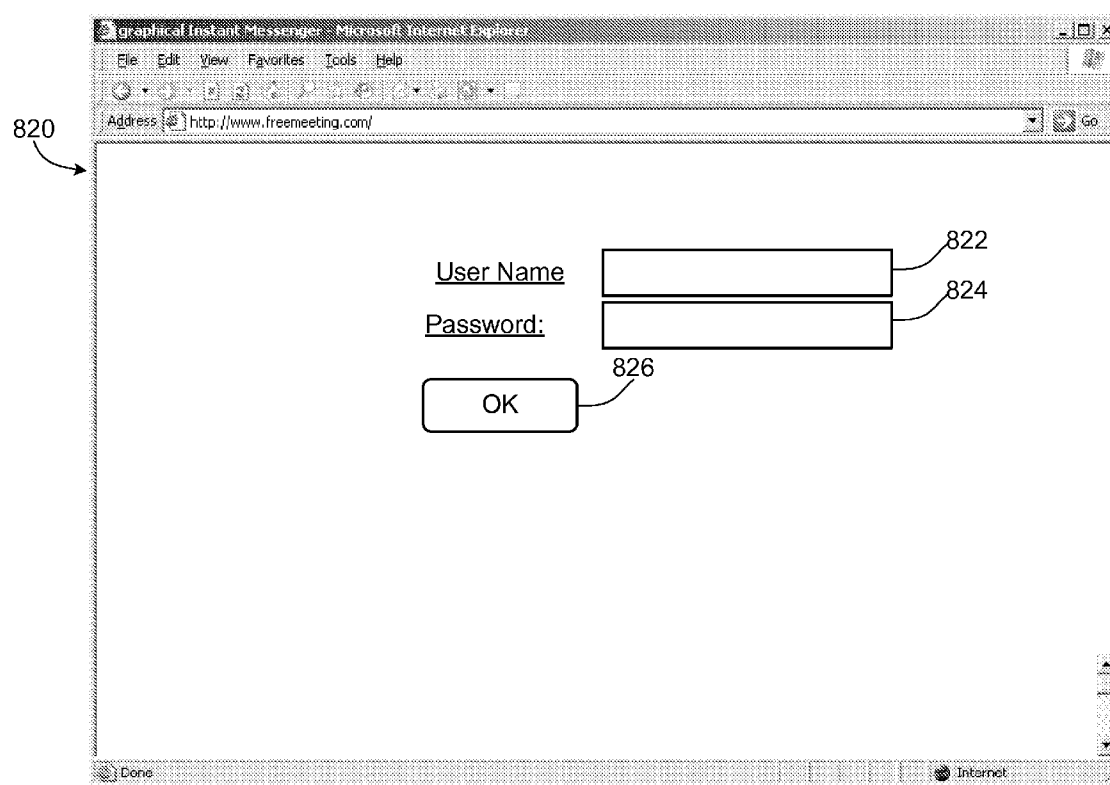 graphical Instant Messenger - Microsoft Internet Explorer
File Edit View Favorites Tools Help
Address http://www.freemeeting.com/ Go
820
User Name 822
Password: 824
826
OK
Done Internet